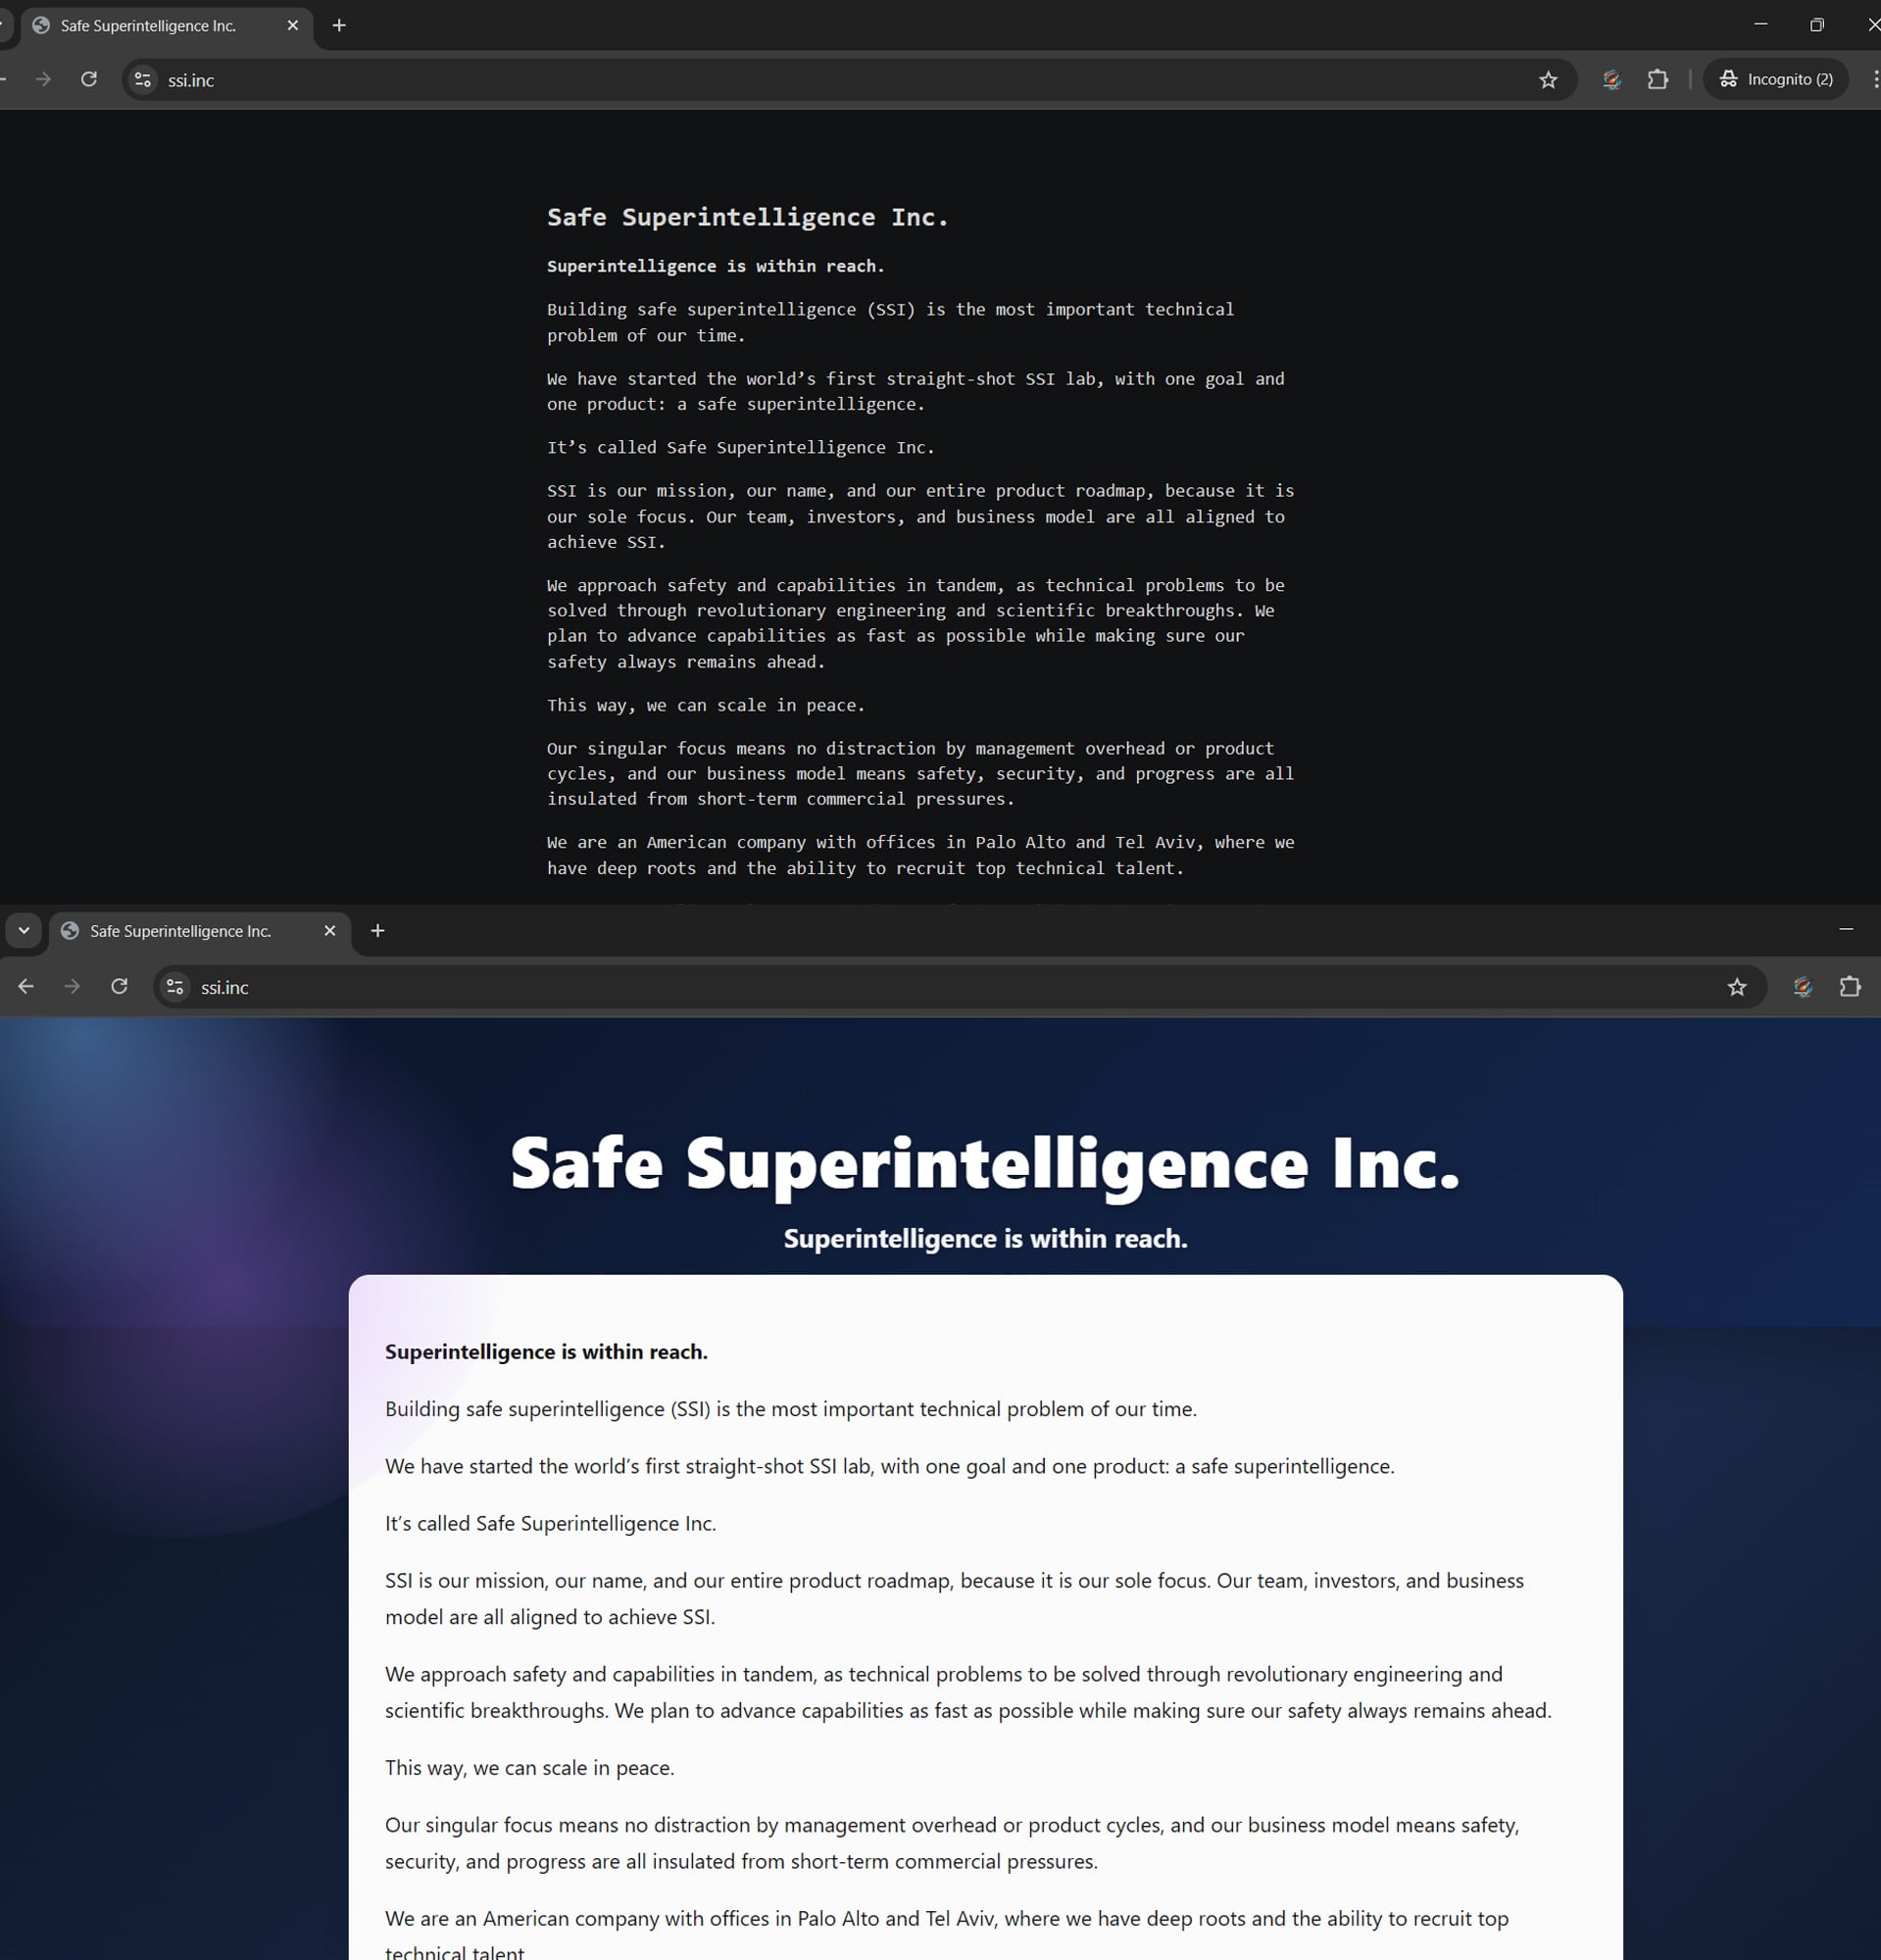 Safe Superintelligence Inc.
ssi.inc
Incognito (2)
Safe Superintelligence Inc.
Superintelligence is within reach.
Building safe superintelligence (SSI) is the most important technical
problem of our time.
We have started the world’s first straight-shot SSI lab, with one goal and
one product: a safe superintelligence.
It’s called Safe Superintelligence Inc.
SSI is our mission, our name, and our entire product roadmap, because it is
our sole focus. Our team, investors, and business model are all aligned to
achieve SSI.
We approach safety and capabilities in tandem, as technical problems to be
solved through revolutionary engineering and scientific breakthroughs. We
plan to advance capabilities as fast as possible while making sure our
safety always remains ahead.
This way, we can scale in peace.
Our singular focus means no distraction by management overhead or product
cycles, and our business model means safety, security, and progress are all
insulated from short-term commercial pressures.
We are an American company with offices in Palo Alto and Tel Aviv, where we
have deep roots and the ability to recruit top technical talent.
Safe Superintelligence Inc.
ssi.inc
Safe Superintelligence Inc.
Superintelligence is within reach.
Superintelligence is within reach.
Building safe superintelligence (SSI) is the most important technical problem of our time.
We have started the world’s first straight-shot SSI lab, with one goal and one product: a safe superintelligence.
It’s called Safe Superintelligence Inc.
SSI is our mission, our name, and our entire product roadmap, because it is our sole focus. Our team, investors, and business
model are all aligned to achieve SSI.
We approach safety and capabilities in tandem, as technical problems to be solved through revolutionary engineering and
scientific breakthroughs. We plan to advance capabilities as fast as possible while making sure our safety always remains ahead.
This way, we can scale in peace.
Our singular focus means no distraction by management overhead or product cycles, and our business model means safety,
security, and progress are all insulated from short-term commercial pressures.
We are an American company with offices in Palo Alto and Tel Aviv, where we have deep roots and the ability to recruit top
technical talent